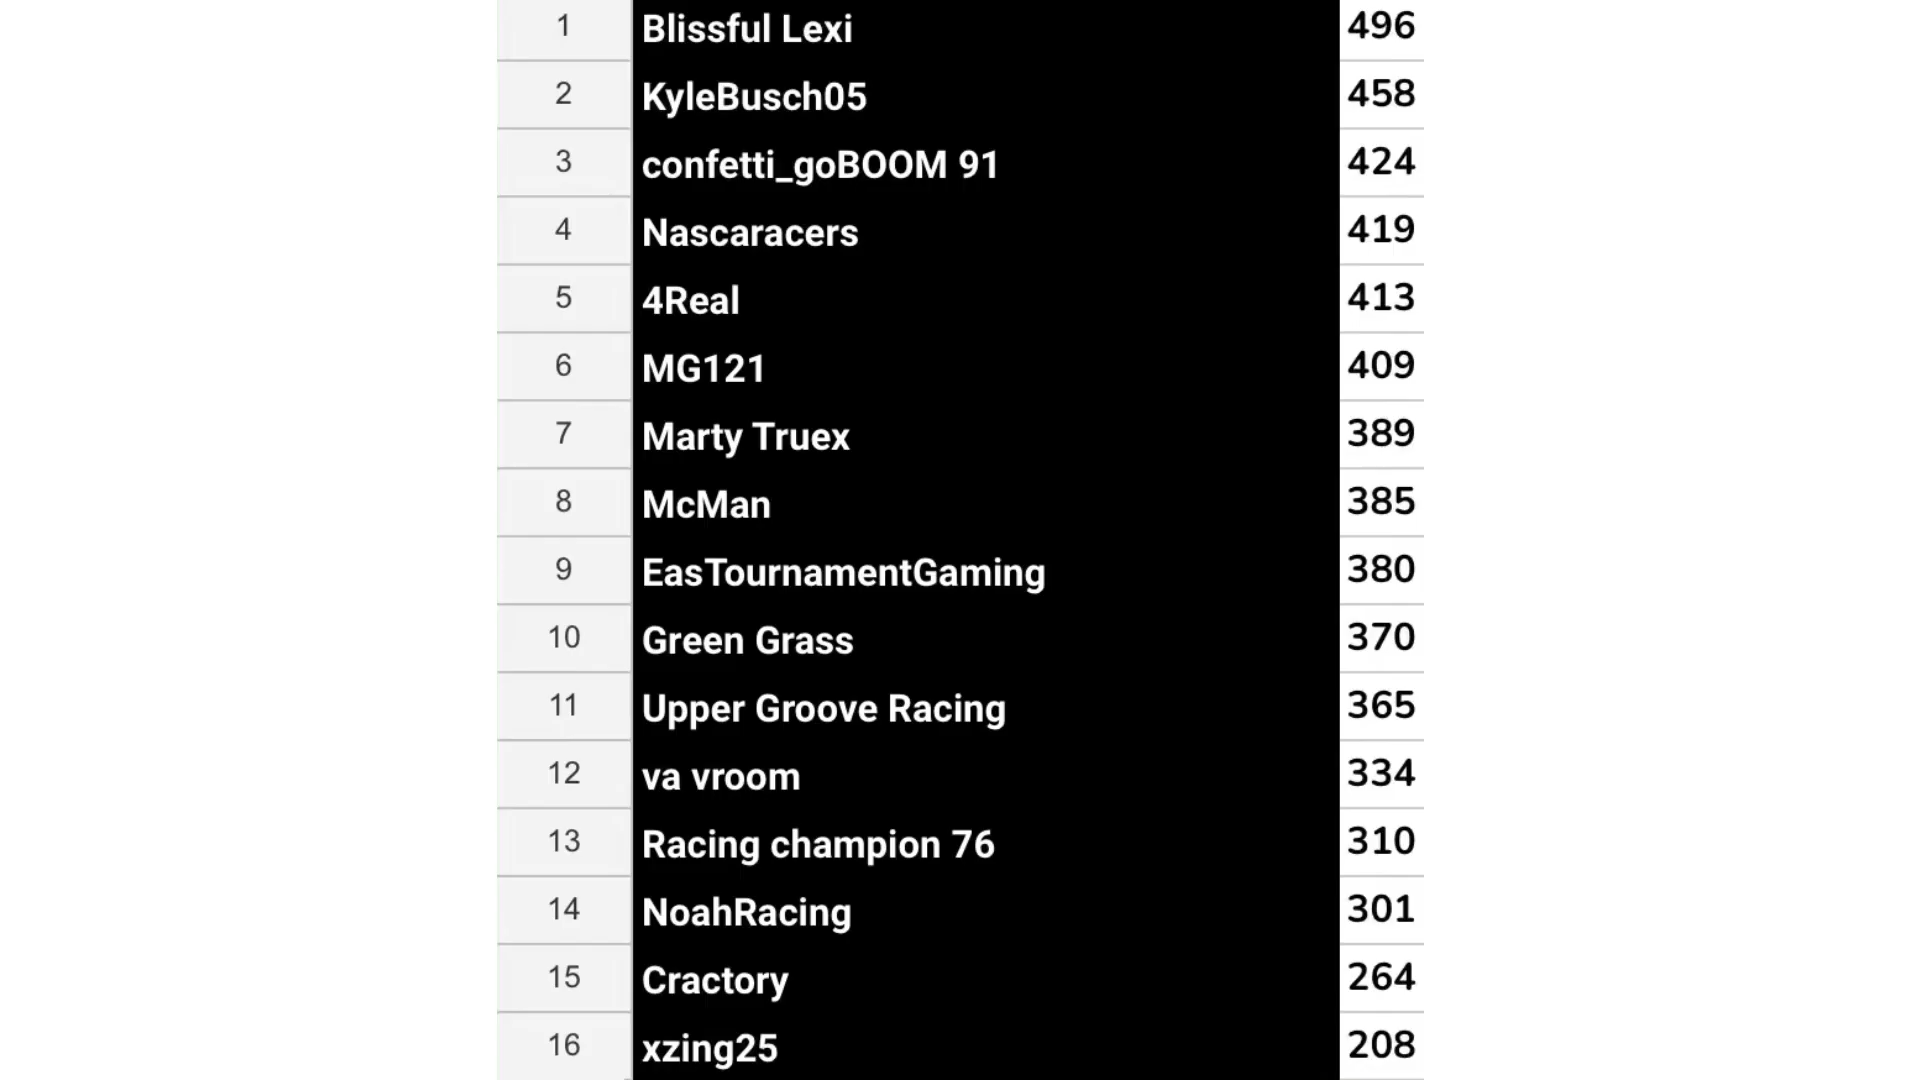 1 Blissful Lexi 496
2 KyleBusch05 458
3 confetti_goBOOM 91 424
4 Nascaracers 419
5 4Real 413
6 MG121 409
7 Marty Truex 389
8 McMan 385
9 EasTournamentGaming 380
10 Green Grass 370
11 Upper Groove Racing 365
12 va vroom 334
13 Racing champion 76 310
14 NoahRacing 301
15 Cractory 264
16 xzing25 208